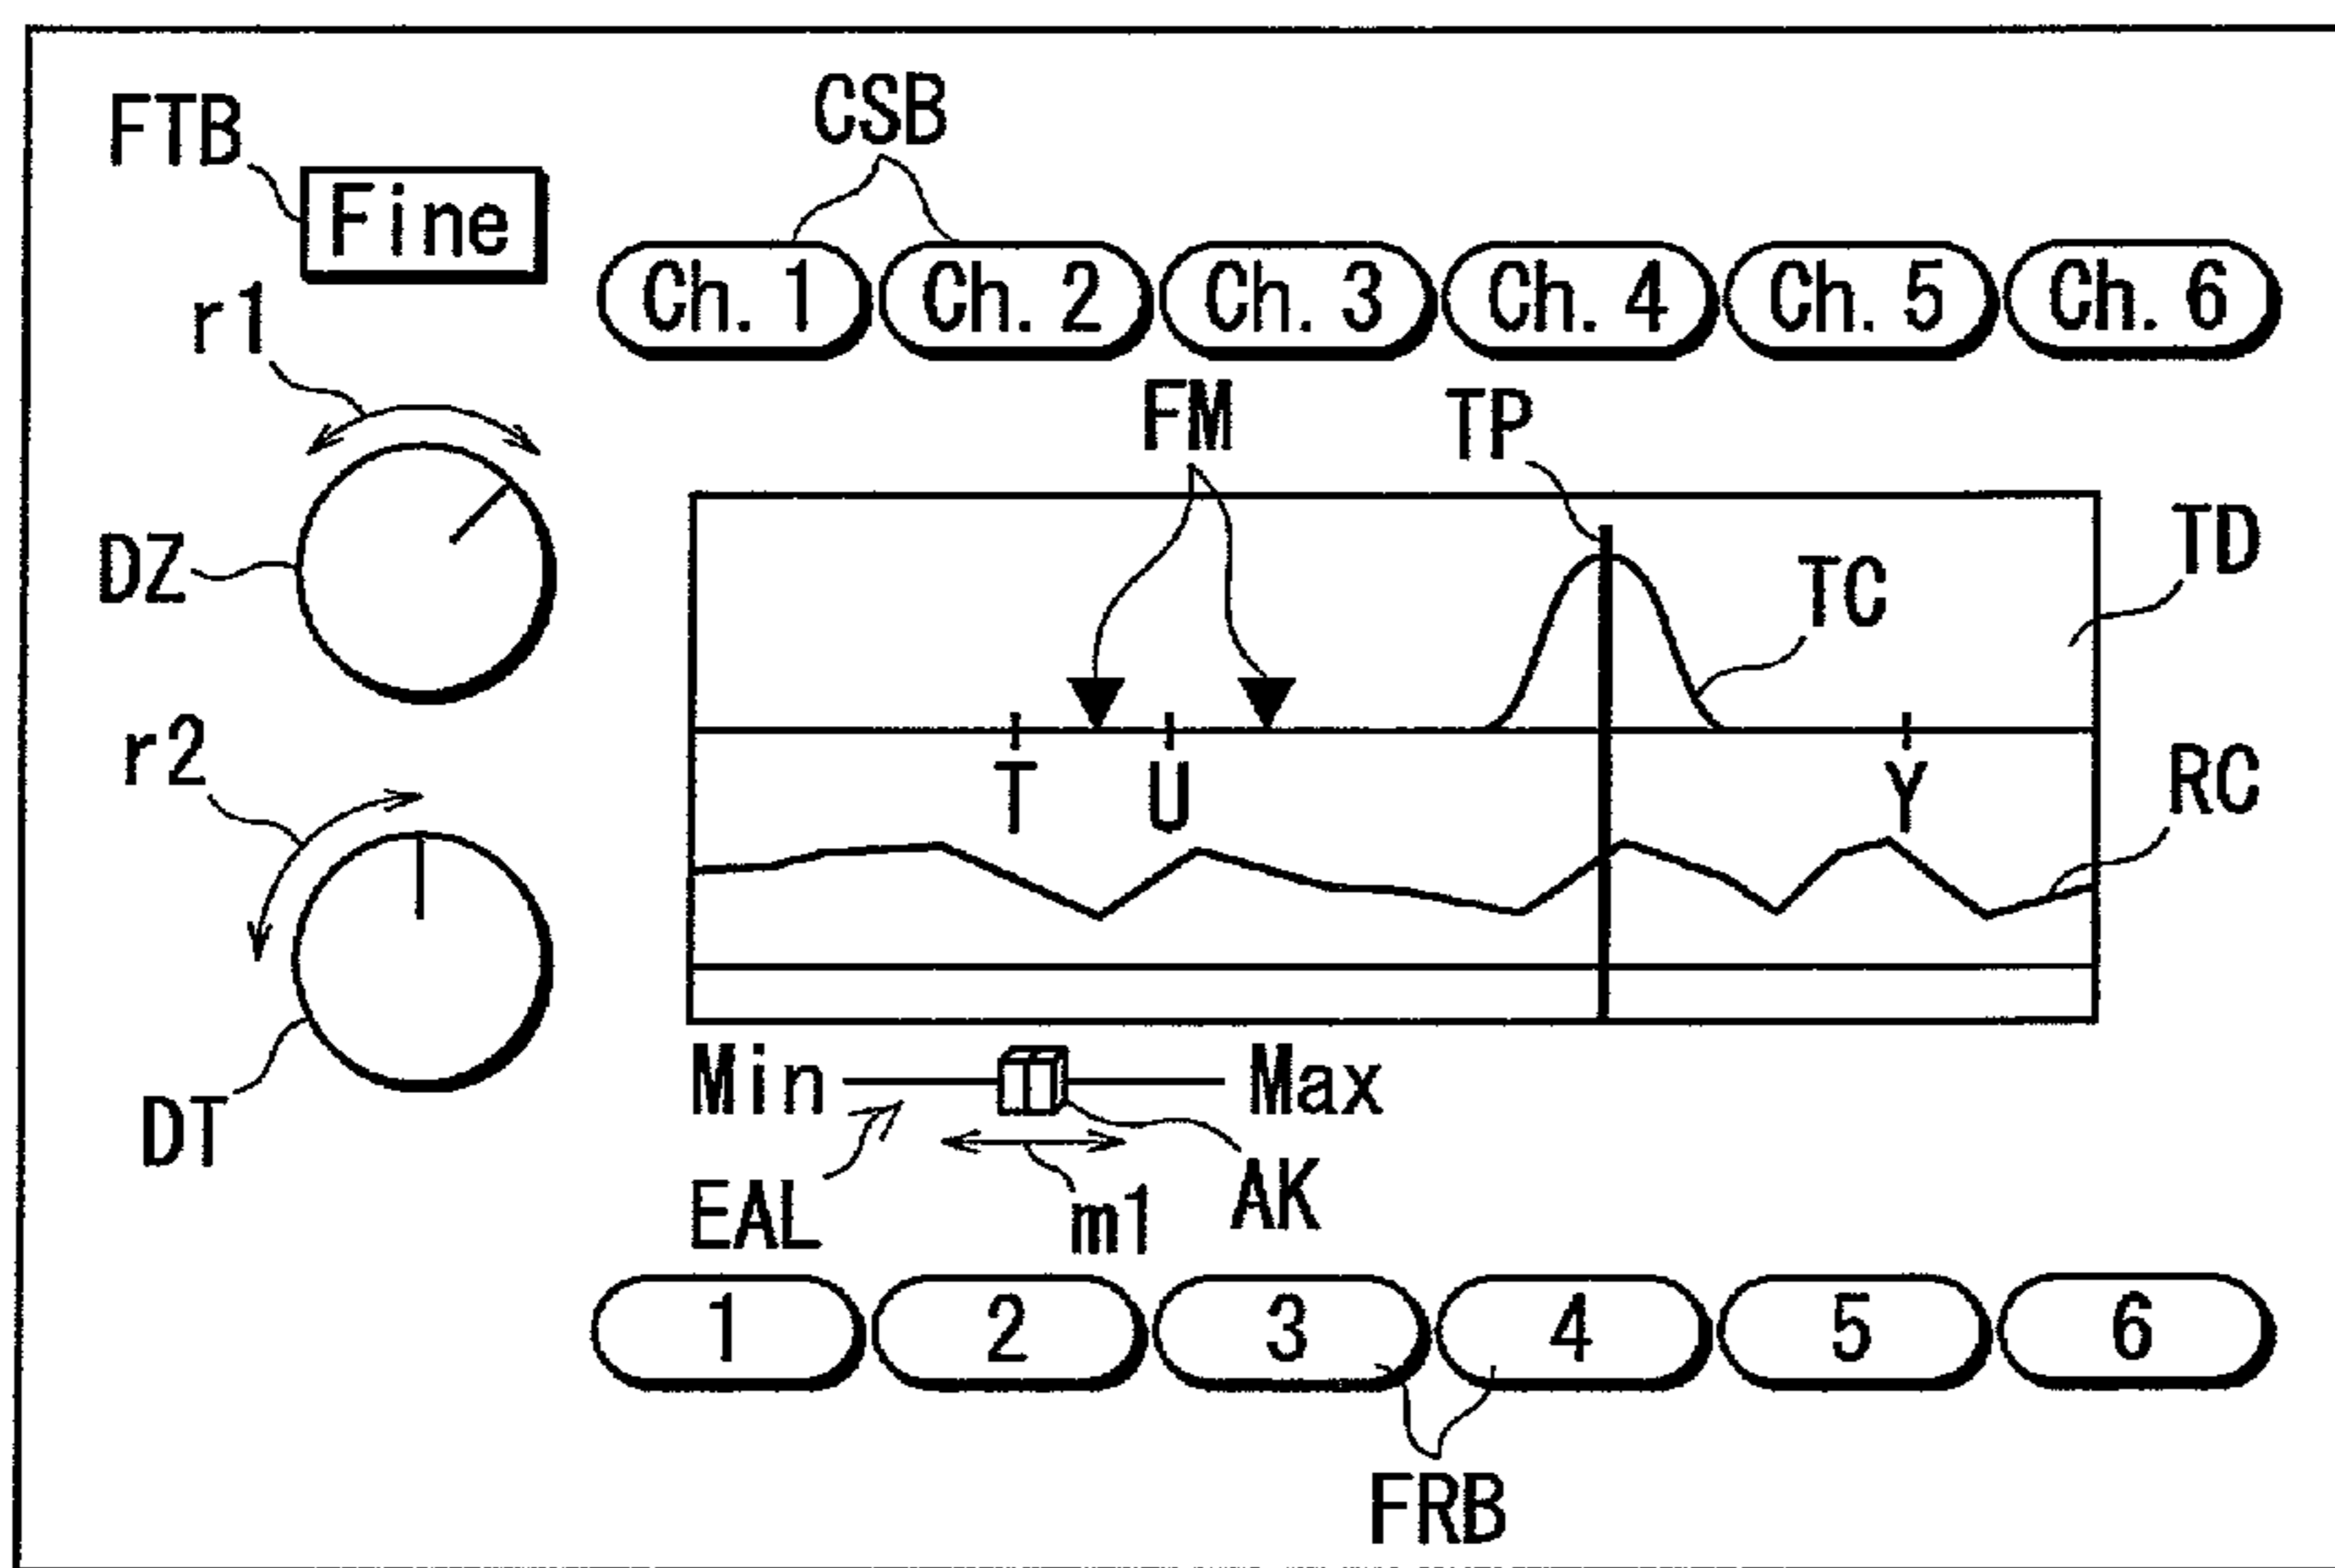 FTB
CSB
Fine
Ch. 1 Ch. 2 Ch. 3 Ch. 4 Ch. 5 Ch. 6
r1
FM
TP
TD
DZ
TC
r2
T U Y
RC
Min Max
DT
EAL
m1
AK
1 2 3 4 5 6
FRB